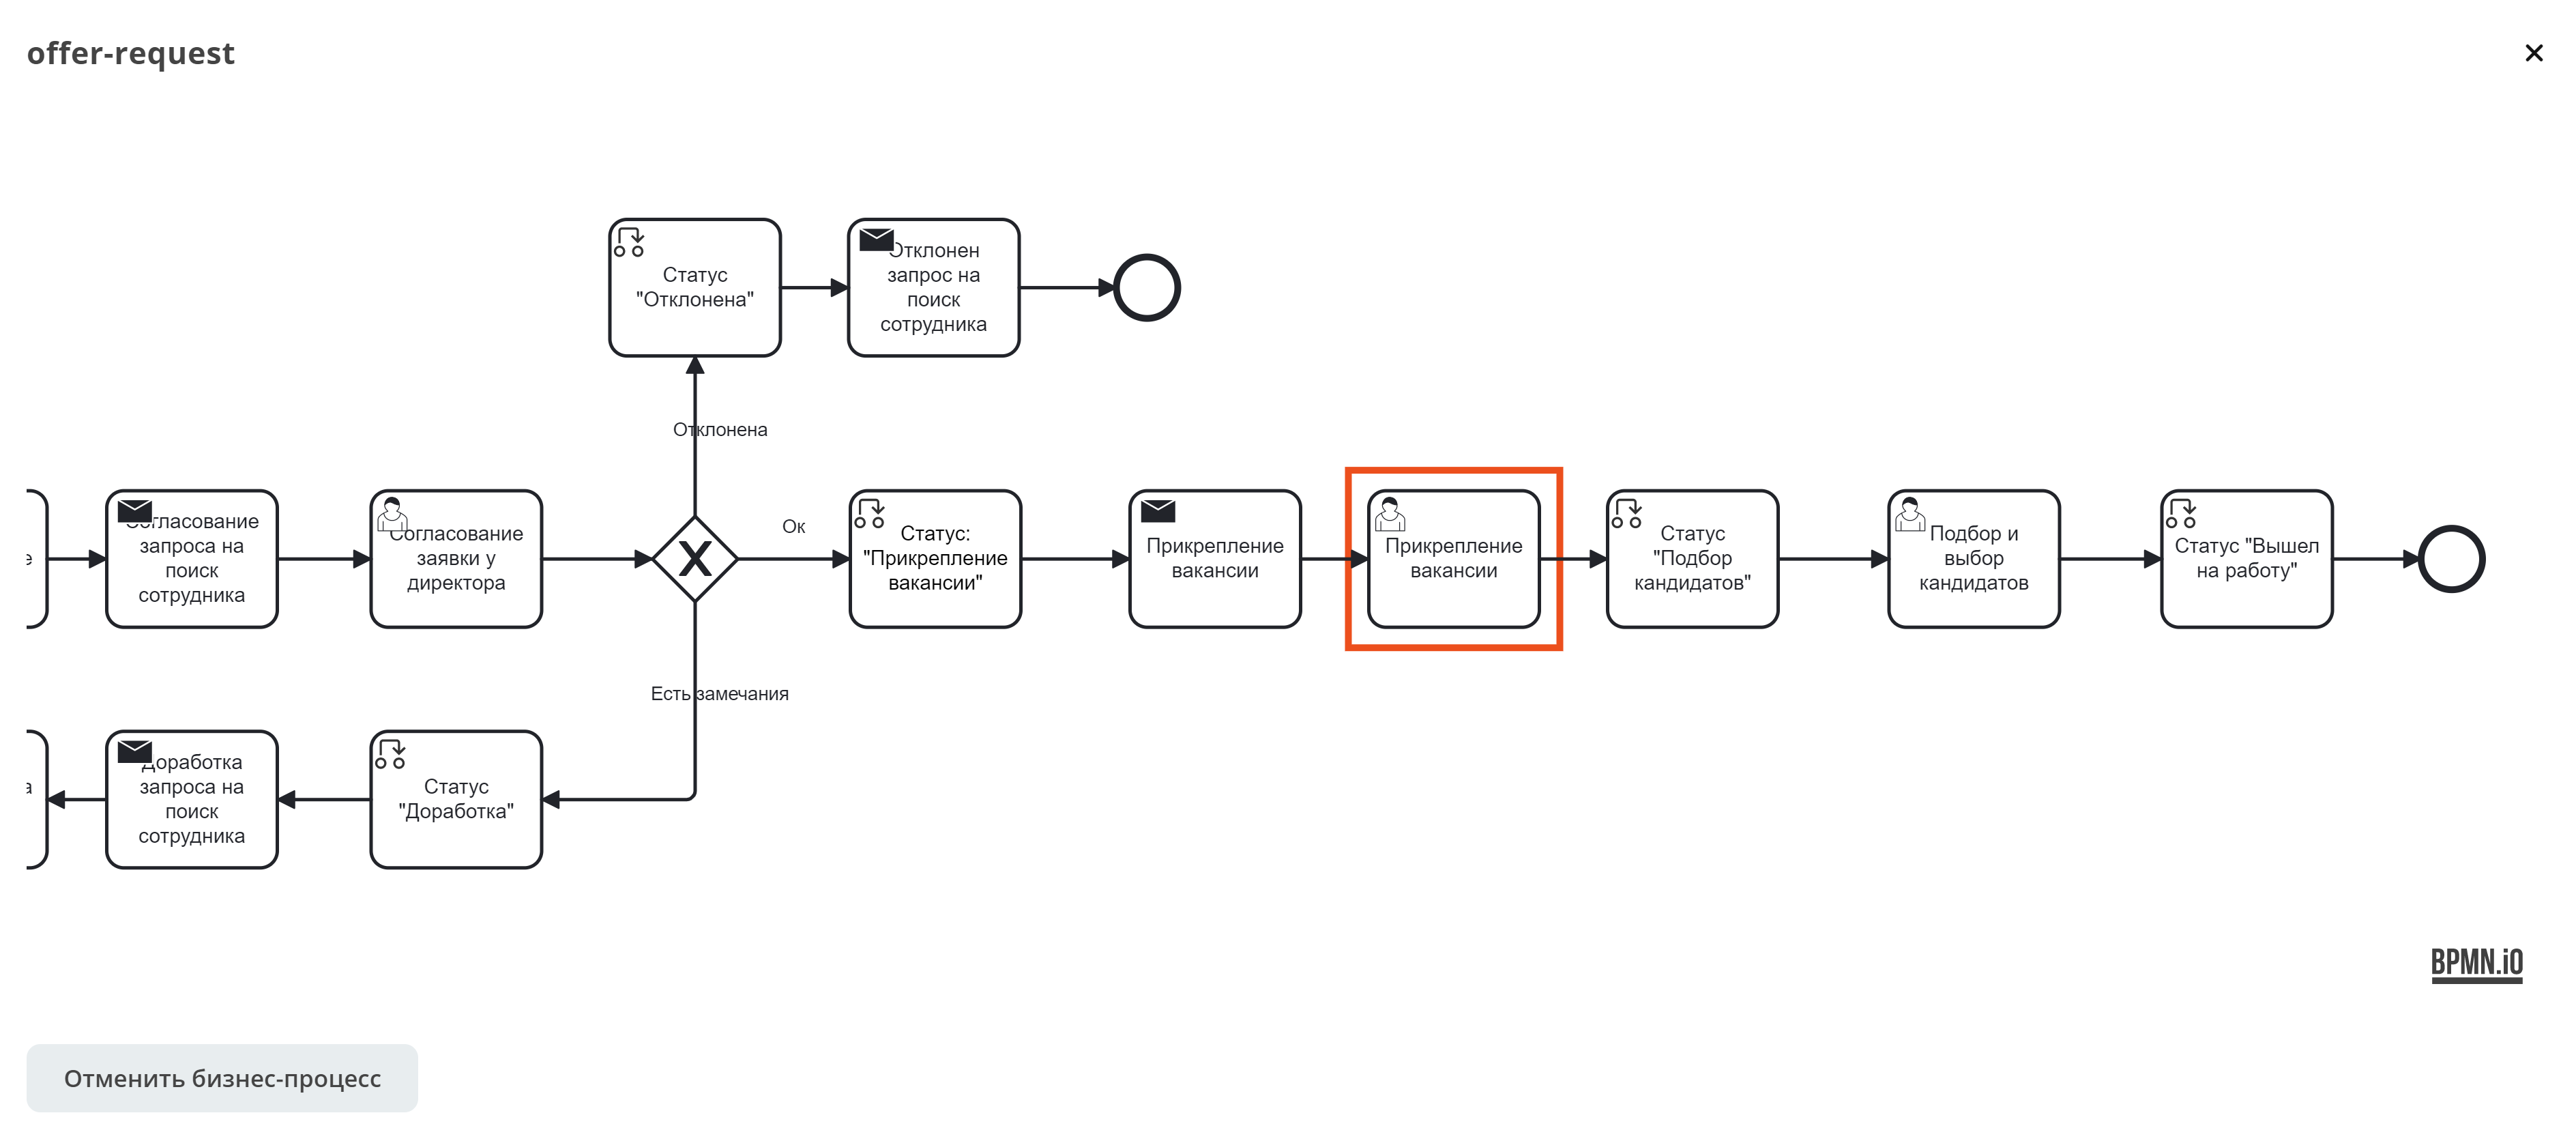 offer-request
Статус
"Отклонена"
Отклонен
запрос на
поиск
сотрудника
Отклонена
Согласование
запроса на
поиск
сотрудника
Согласование
заявки у
директора
Ок
Статус:
"Прикрепление
вакансии"
Прикрепление
вакансии
Прикрепление
вакансии
Статус
"Подбор
кандидатов"
Подбор и
выбор
кандидатов
Статус "Вышел
на работу"
Есть замечания
Доработка
запроса на
поиск
сотрудника
Статус
"Доработка"
BPMN.iO
Отменить бизнес-процесс